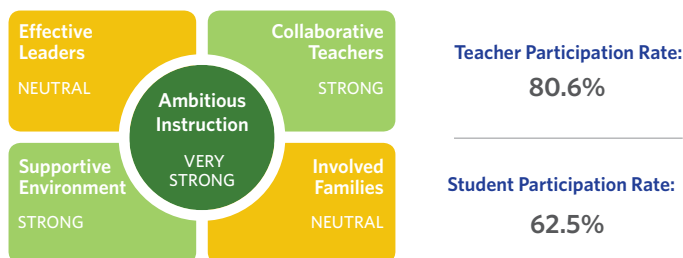 Effective
Leaders
NEUTRAL
Collaborative
Teachers
STRONG
Ambitious
Instruction
VERY
STRONG
Supportive
Environment
STRONG
Involved
Families
NEUTRAL
Teacher Participation Rate:
80.6%
Student Participation Rate:
62.5%